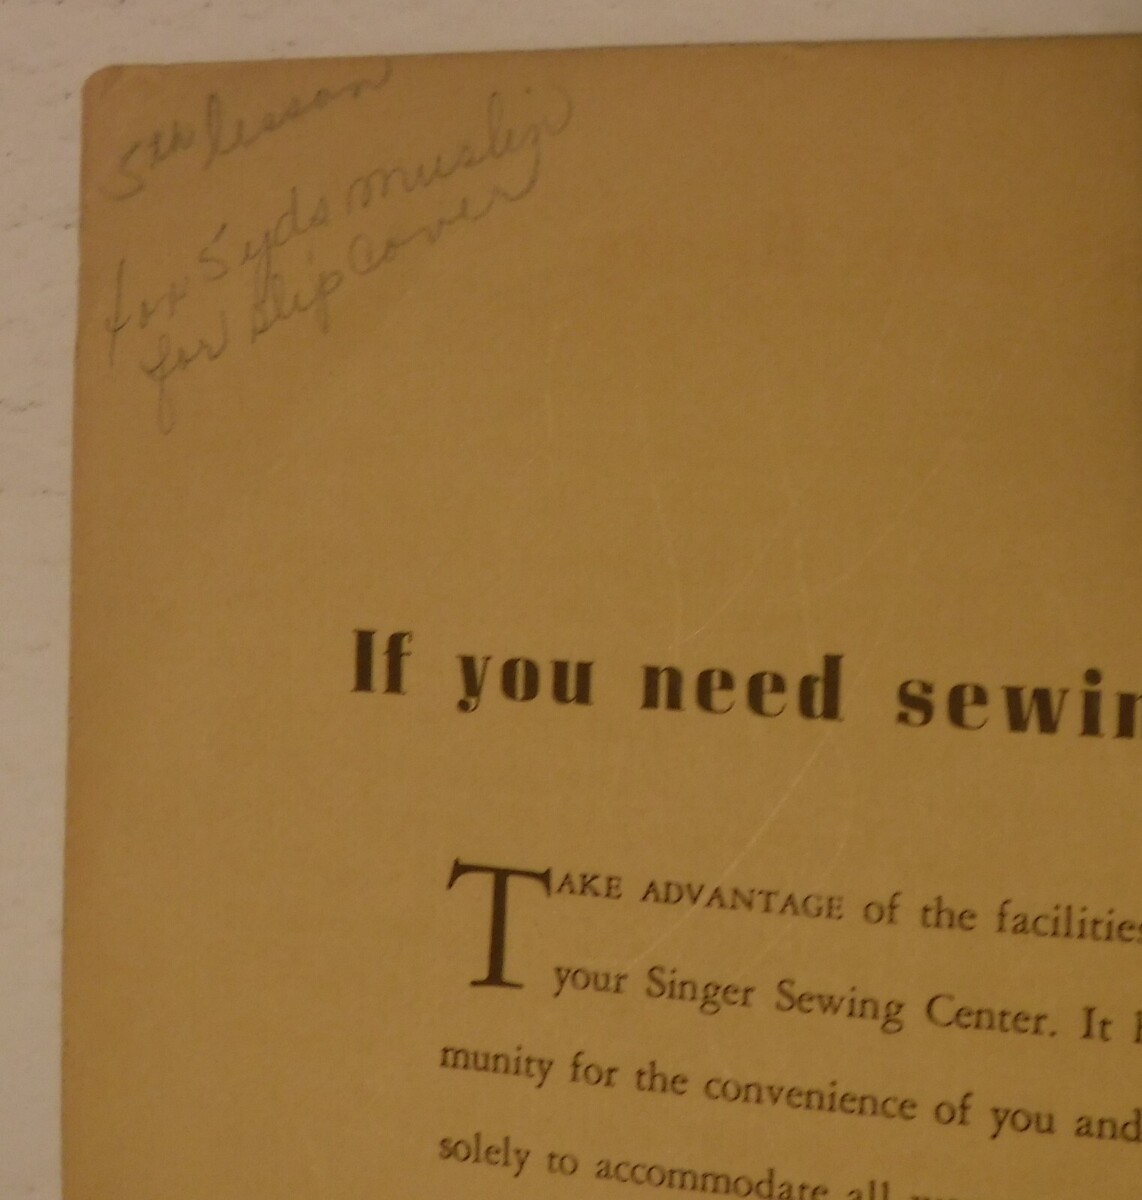 5th lesson
for 5 yds muslin
for slip cover
If you need sewin
TAKE ADVANTAGE of the facilities
your Singer Sewing Center. It
munity for the convenience of you and
solely to accommodate all